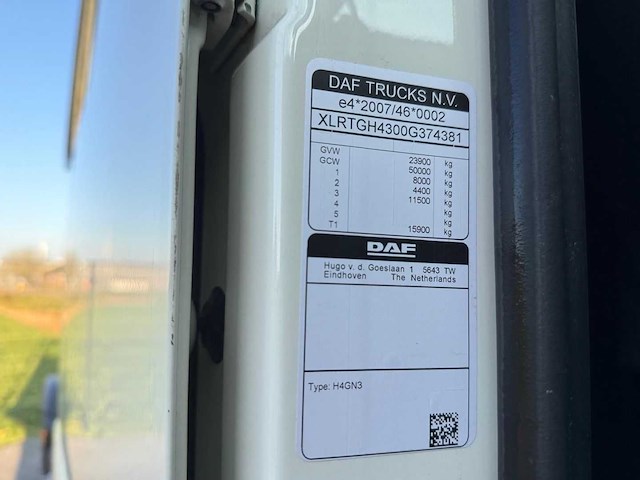 DAF TRUCKS N.V.
e4*2007/46*0002
XLRTGH4300G374381
GVW 23900 kg
GCW 50000 kg
1 8000 kg
2 4400 kg
3 11500 kg
4 kg
5 kg
T1 15900 kg
DAF
Hugo v. d. Goeslaan 1 5643 TW
Eindhoven The Netherlands
Type: H4GN3